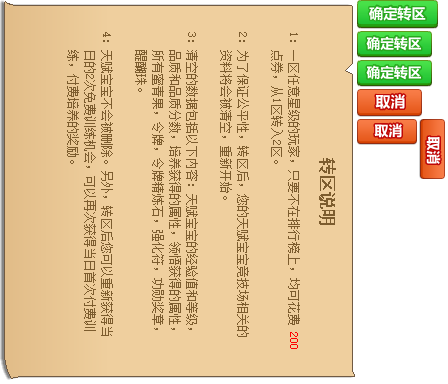 转区说明
1: 一区任意星级的玩家，只要不在排行榜上，均可花费 200
点券，从1区转入2区。
2: 为了保证公平性，转区后，您的天赋宝宝竞技场相关的
资料将会被清空，重新开始。
3: 清空的数据包括以下内容：天赋宝宝的经验值和等级，
品质和品质分数，培养获得的属性，领悟获得的属性，
所有蜜青果，令牌，令牌精炼石，强化符，功勋奖章，
醍醐珠。
4: 天赋宝宝不会被删除。另外，转区后您可以重新获得当
日的2次免费训练机会，可以再次获得当日首次付费训
练，付费培养的奖励。
确定转区
确定转区
确定转区
取消
取消
取消